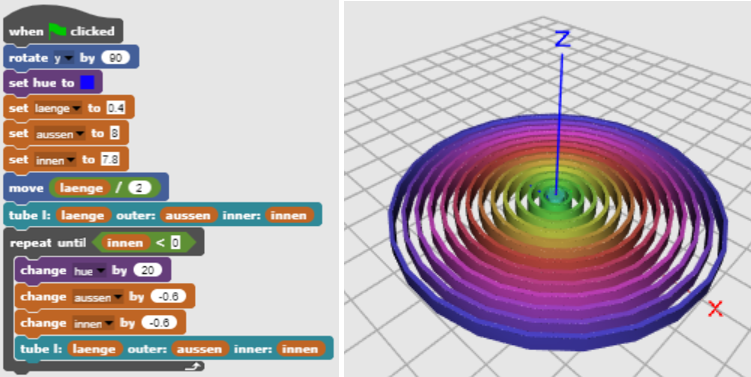 when clicked
rotate y by 90
set hue to
set laenge to 0.4
set aussen to 8
set innen to 7.8
move laenge / 2
tube l: laenge outer: aussen inner: innen
repeat until innen < 0
change hue by 20
change aussen by -0.6
change innen by -0.6
tube l: laenge outer: aussen inner: innen
Z
X